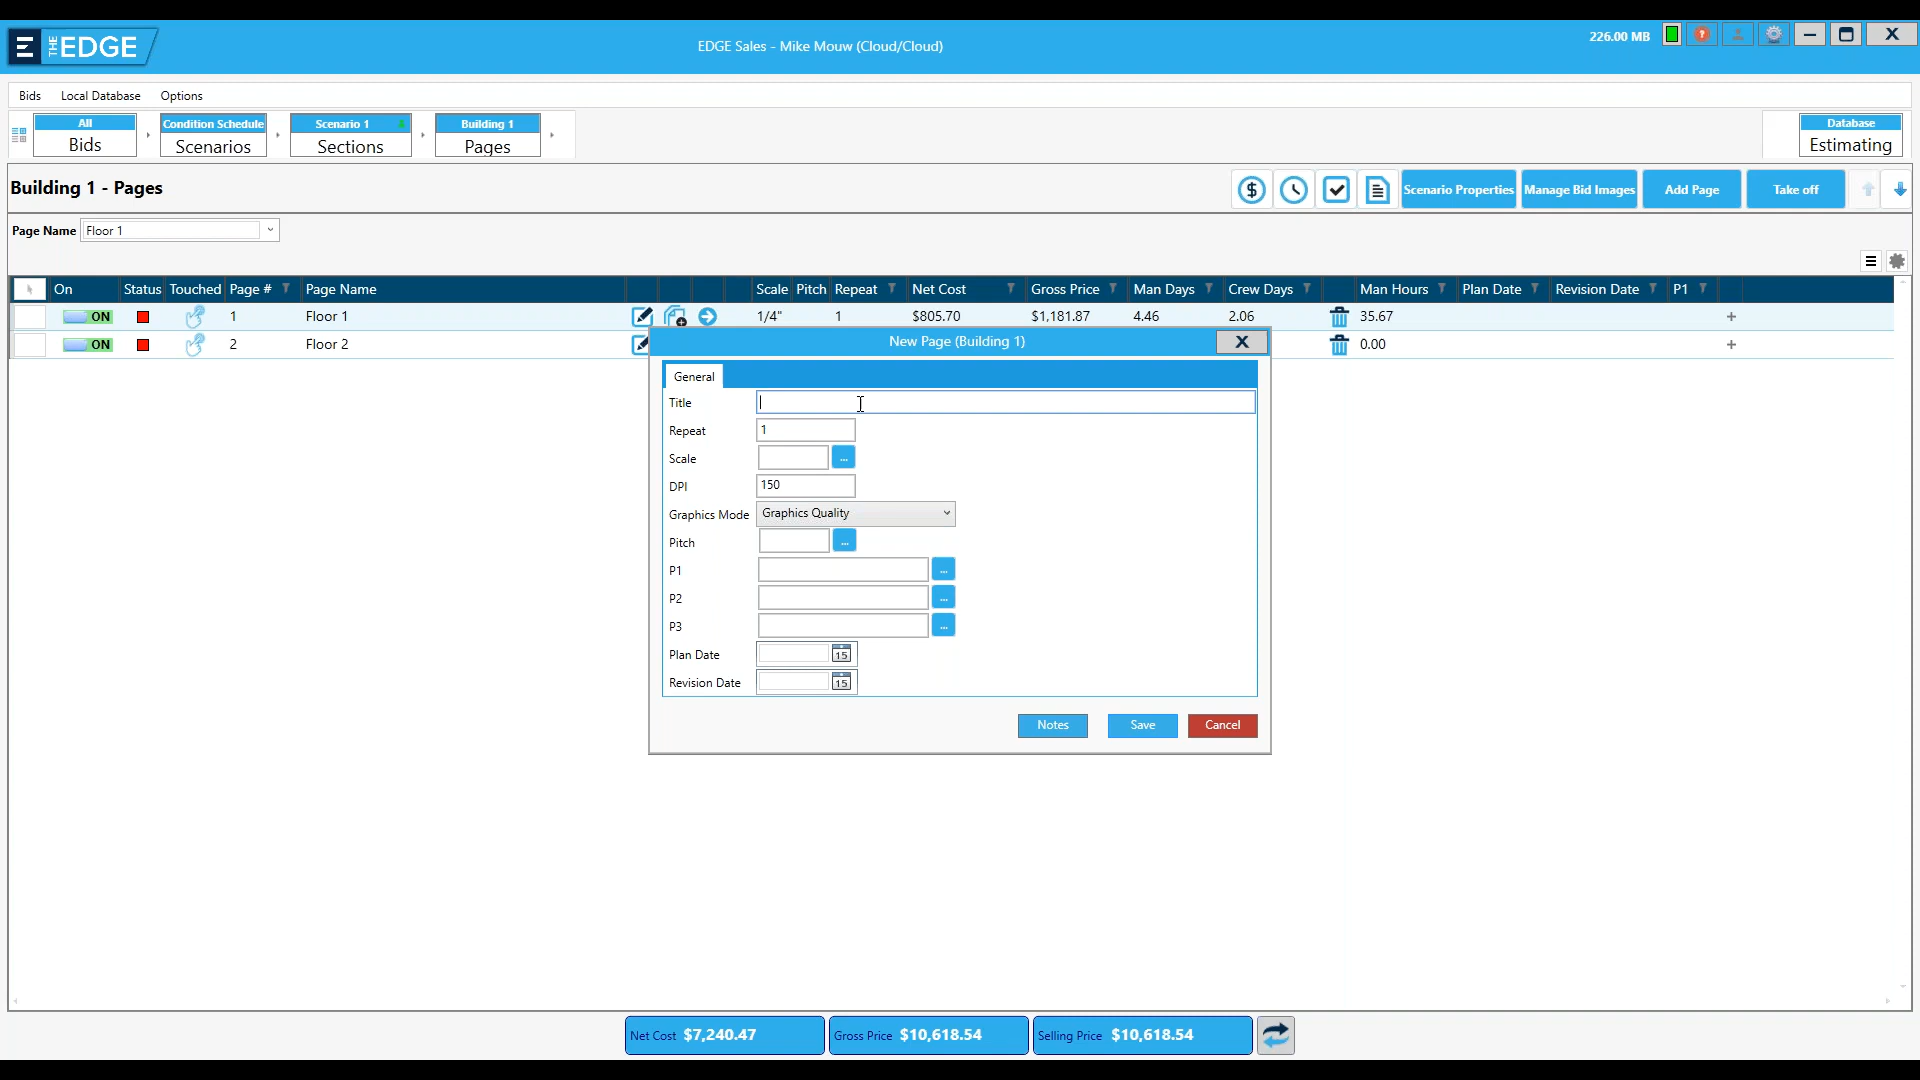 THE EDGE
EDGE Sales - Mike Mouw (Cloud/Cloud)
226.00 MB
Bids Local Database Options
All
Bids
Condition Schedule
Scenarios
Scenario 1
Sections
Building 1
Pages
Database
Estimating
Building 1 - Pages
Scenario Properties
Manage Bid Images
Add Page
Take off
Page Name Floor 1
On Status Touched Page # Page Name Scale Pitch Repeat Net Cost Gross Price Man Days Crew Days Man Hours Plan Date Revision Date P1
ON 1 Floor 1 1/4" 1 $805.70 $1,181.87 4.46 2.06 35.67 +
ON 2 Floor 2 0.00 +
New Page (Building 1)
X
General
Title
Repeat 1
Scale ...
DPI 150
Graphics Mode Graphics Quality
Pitch ...
P1 ...
P2 ...
P3 ...
Plan Date 15
Revision Date 15
Notes Save Cancel
Net Cost $7,240.47
Gross Price $10,618.54
Selling Price $10,618.54